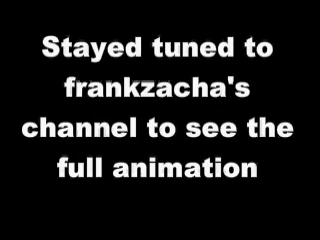 Stayed tuned to
frankzacha's
channel to see the
full animation